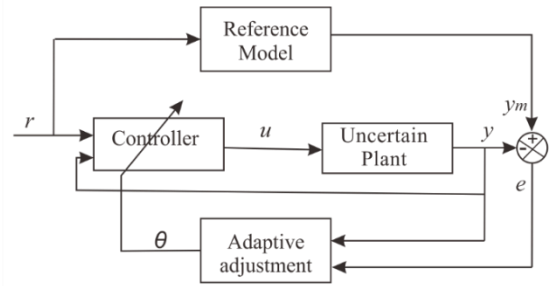 Reference
Model
r
ym
Controller
u
Uncertain
Plant
y
+
-
e
θ
Adaptive
adjustment